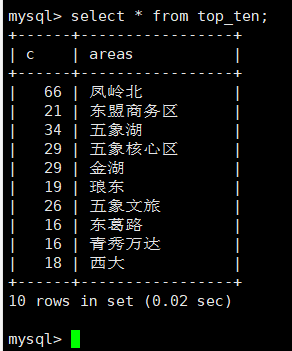 mysql> select * from top_ten;
+------+-----------------+
| c    | areas           |
+------+-----------------+
|   66 | 凤岭北          |
|   21 | 东盟商务区      |
|   34 | 五象湖          |
|   29 | 五象核心区      |
|   29 | 金湖            |
|   19 | 琅东            |
|   26 | 五象文旅        |
|   16 | 东葛路          |
|   16 | 青秀万达        |
|   18 | 西大            |
+------+-----------------+
10 rows in set (0.02 sec)
mysql>